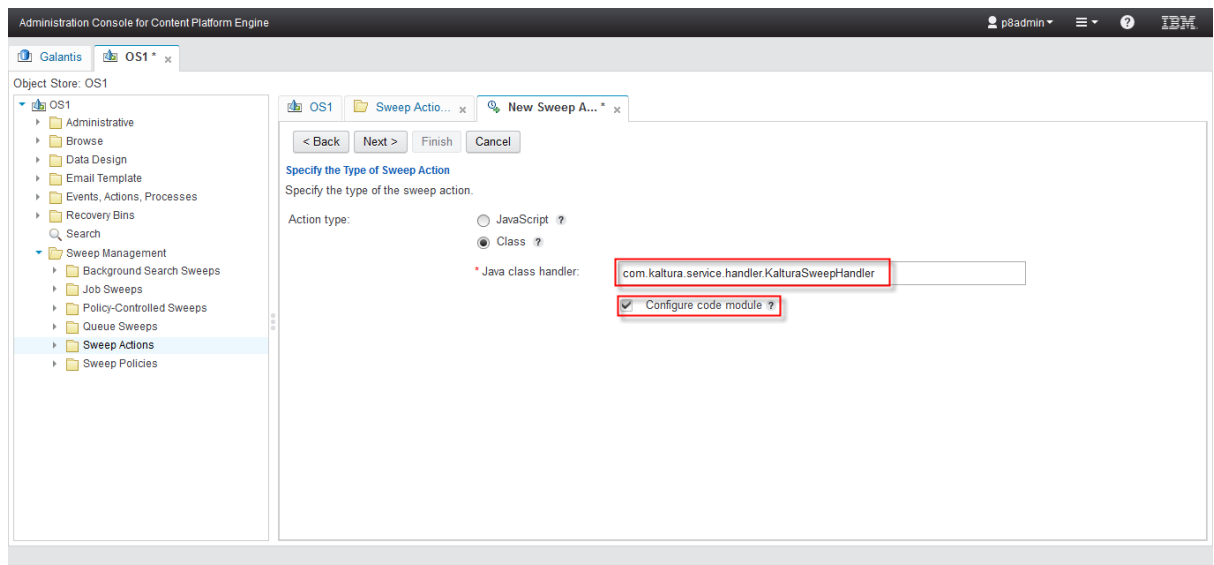 Administration Console for Content Platform Engine p8admin ? IBM.
Galantis OS1 * x
Object Store: OS1
OS1
Administrative
Browse
Data Design
Email Template
Events, Actions, Processes
Recovery Bins
Search
Sweep Management
Background Search Sweeps
Job Sweeps
Policy-Controlled Sweeps
Queue Sweeps
Sweep Actions
Sweep Policies
OS1 Sweep Actio... x New Sweep A... * x
< Back Next > Finish Cancel
Specify the Type of Sweep Action
Specify the type of the sweep action.
Action type: JavaScript ?
Class ?
* Java class handler: com.kaltura.service.handler.KalturaSweepHandler
Configure code module ?